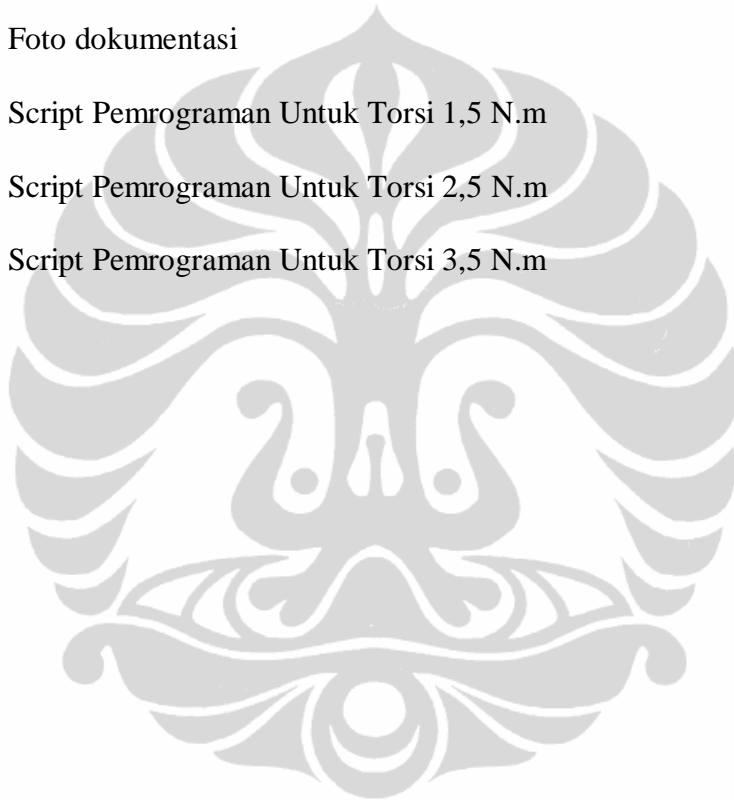 Foto dokumentasi
Script Pemrograman Untuk Torsi 1,5 N.m
Script Pemrograman Untuk Torsi 2,5 N.m
Script Pemrograman Untuk Torsi 3,5 N.m